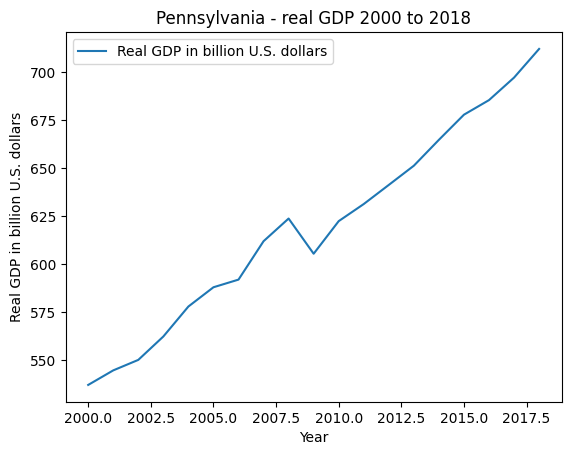 Pennsylvania - real GDP 2000 to 2018
Real GDP in billion U.S. dollars
Real GDP in billion U.S. dollars
700
675
650
625
600
575
550
2000.0 2002.5 2005.0 2007.5 2010.0 2012.5 2015.0 2017.5
Year